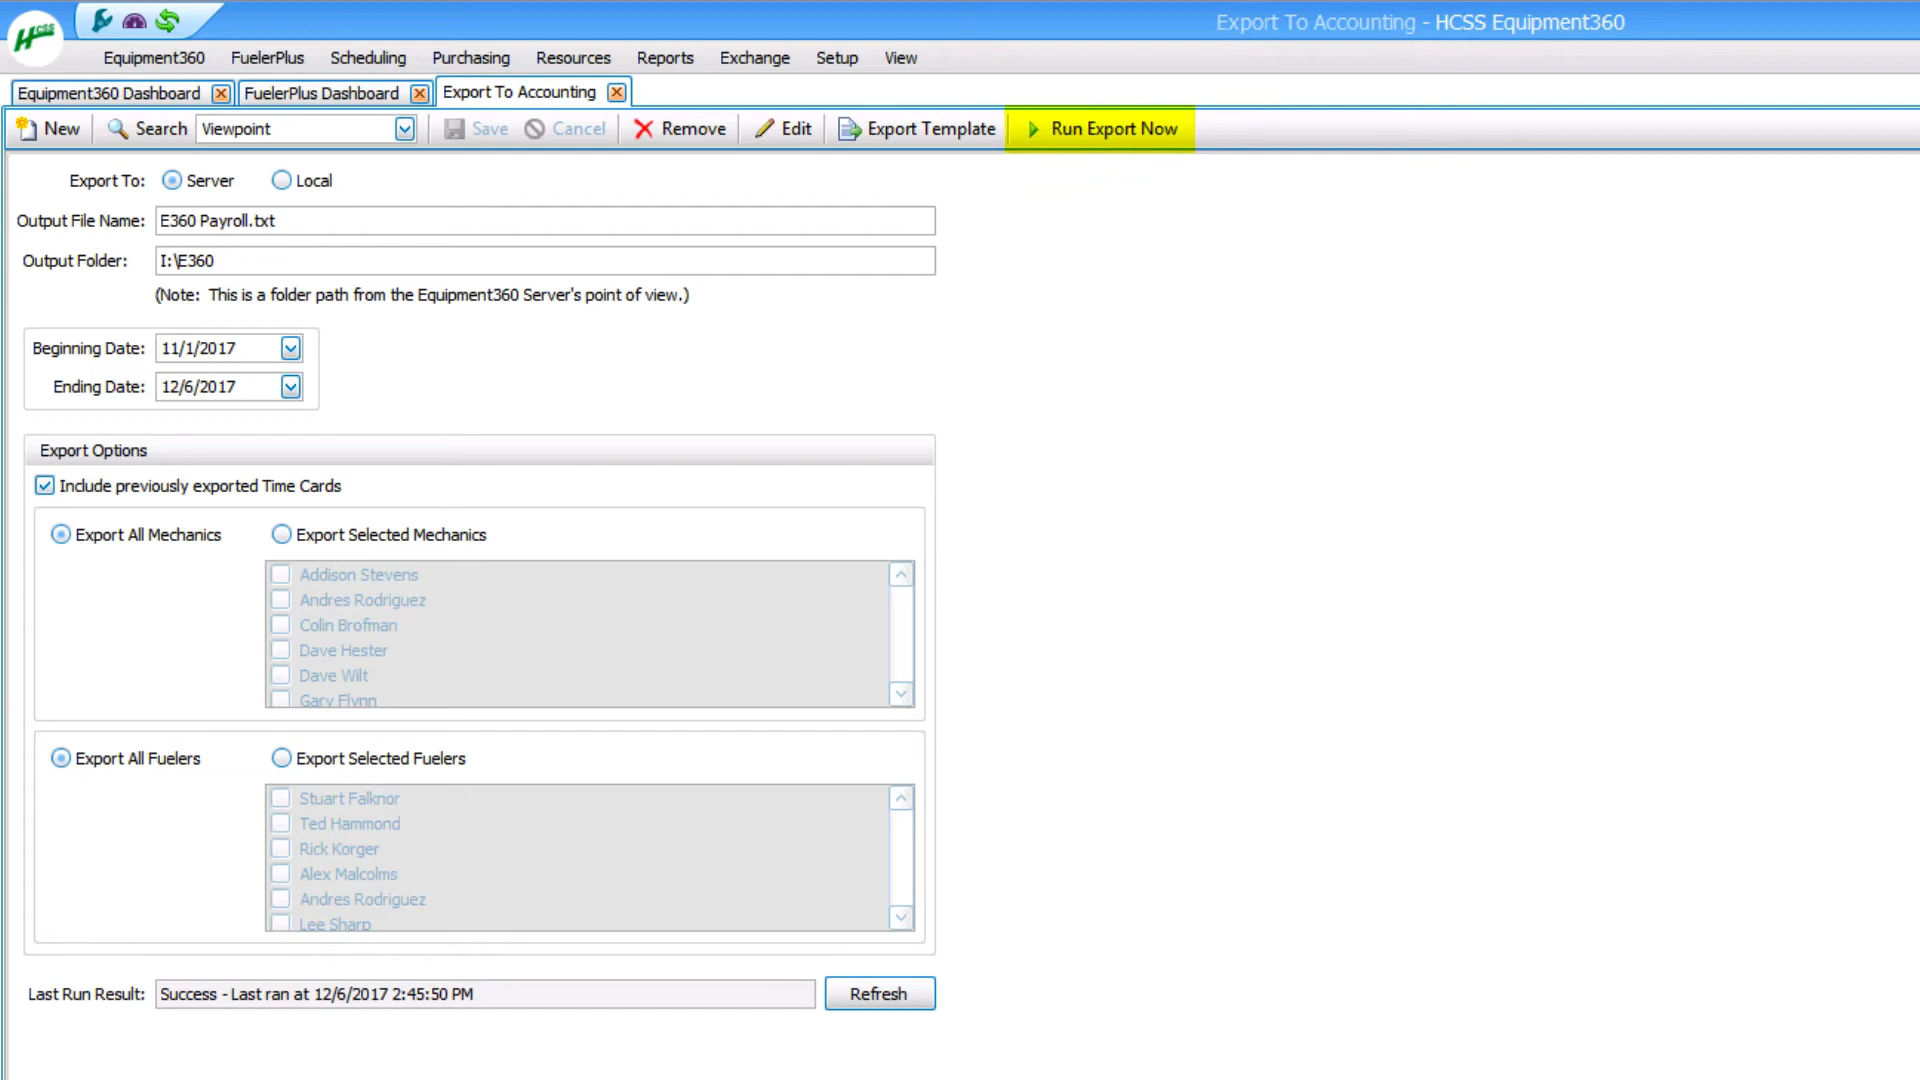 Export To Accounting - HCSS Equipment360
HCSS
Equipment360 FuelerPlus Scheduling Purchasing Resources Reports Exchange Setup View
Equipment360 Dashboard FuelerPlus Dashboard Export To Accounting
New Search Viewpoint Save Cancel Remove Edit Export Template Run Export Now
Export To: Server Local
Output File Name: E360 Payroll.txt
Output Folder: I:\E360
(Note: This is a folder path from the Equipment360 Server's point of view.)
Beginning Date: 11/1/2017
Ending Date: 12/6/2017
Export Options
Include previously exported Time Cards
Export All Mechanics Export Selected Mechanics
Addison Stevens
Andres Rodriguez
Colin Brofman
Dave Hester
Dave Wilt
Gary Flynn
Export All Fuelers Export Selected Fuelers
Stuart Falknor
Ted Hammond
Rick Korger
Alex Malcolms
Andres Rodriguez
Lee Sharp
Last Run Result: Success - Last ran at 12/6/2017 2:45:50 PM Refresh